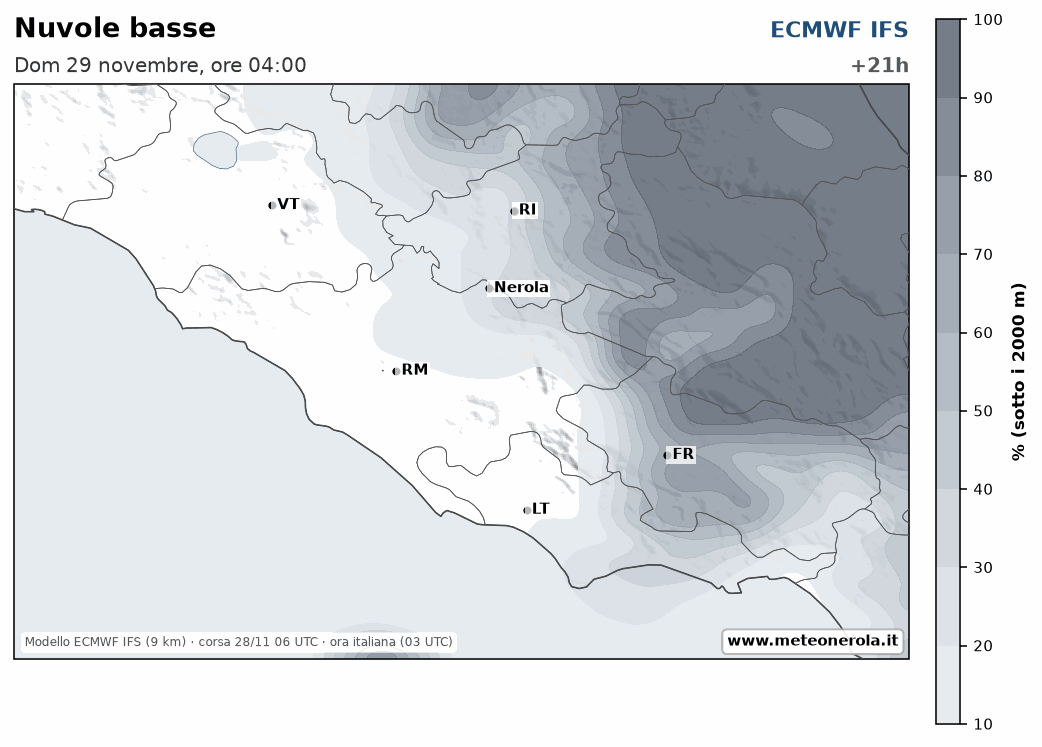 Nuvole basse
ECMWF IFS
Dom 29 novembre, ore 04:00
+21h
VT
RI
Nerola
RM
FR
LT
Modello ECMWF IFS (9 km) · corsa 28/11 06 UTC · ora italiana (03 UTC)
www.meteonerola.it
100
90
80
70
60
50
40
30
20
10
% (sotto i 2000 m)